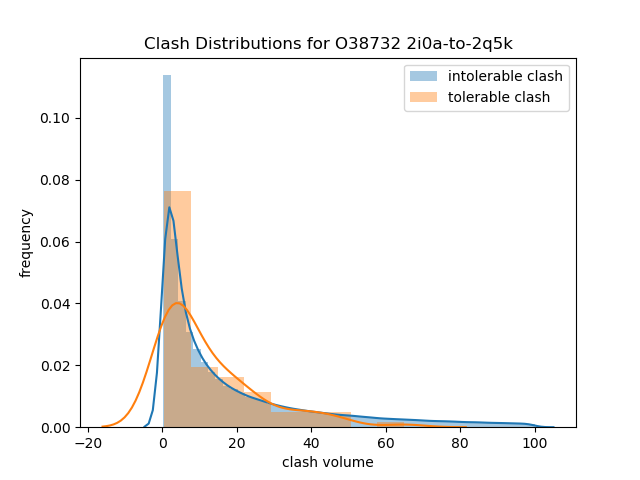 Clash Distributions for O38732 2i0a-to-2q5k
intolerable clash
tolerable clash
frequency
0.10
0.08
0.06
0.04
0.02
0.00
−20
0
20
40
60
80
100
clash volume